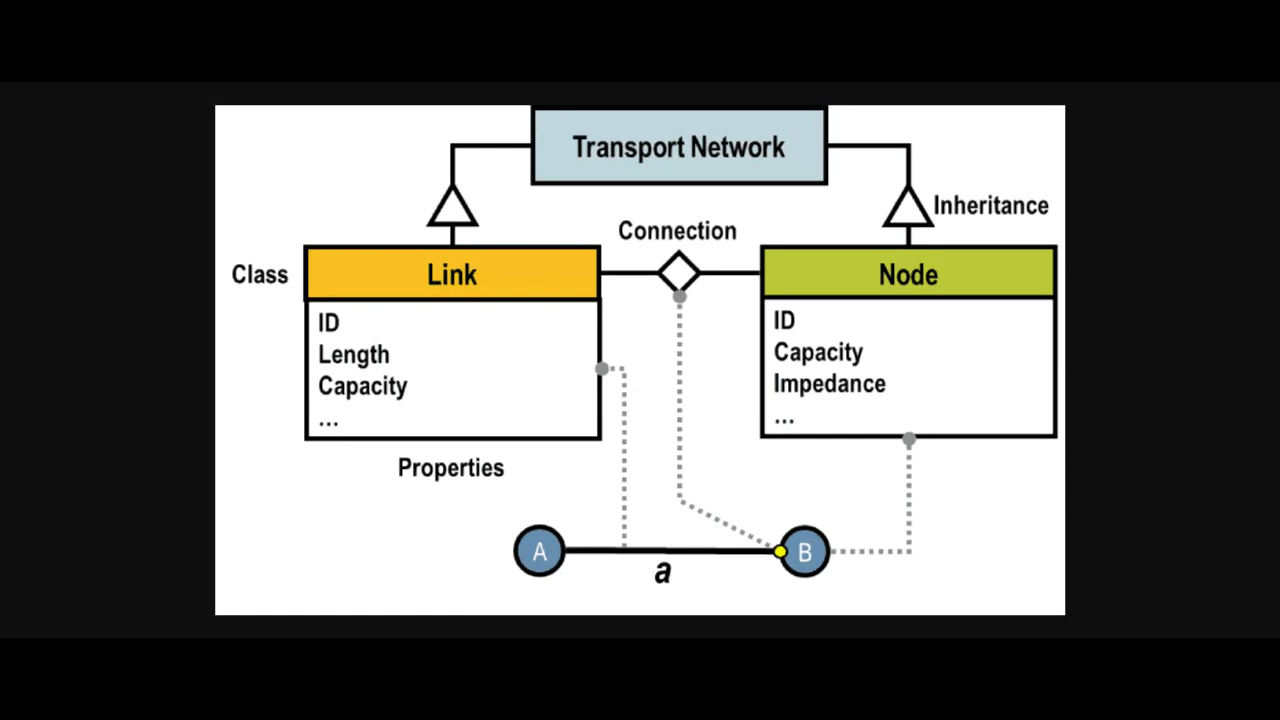 Transport Network
Inheritance
Connection
Class
Link
Node
ID
Length
Capacity
...
ID
Capacity
Impedance
...
Properties
A
B
a